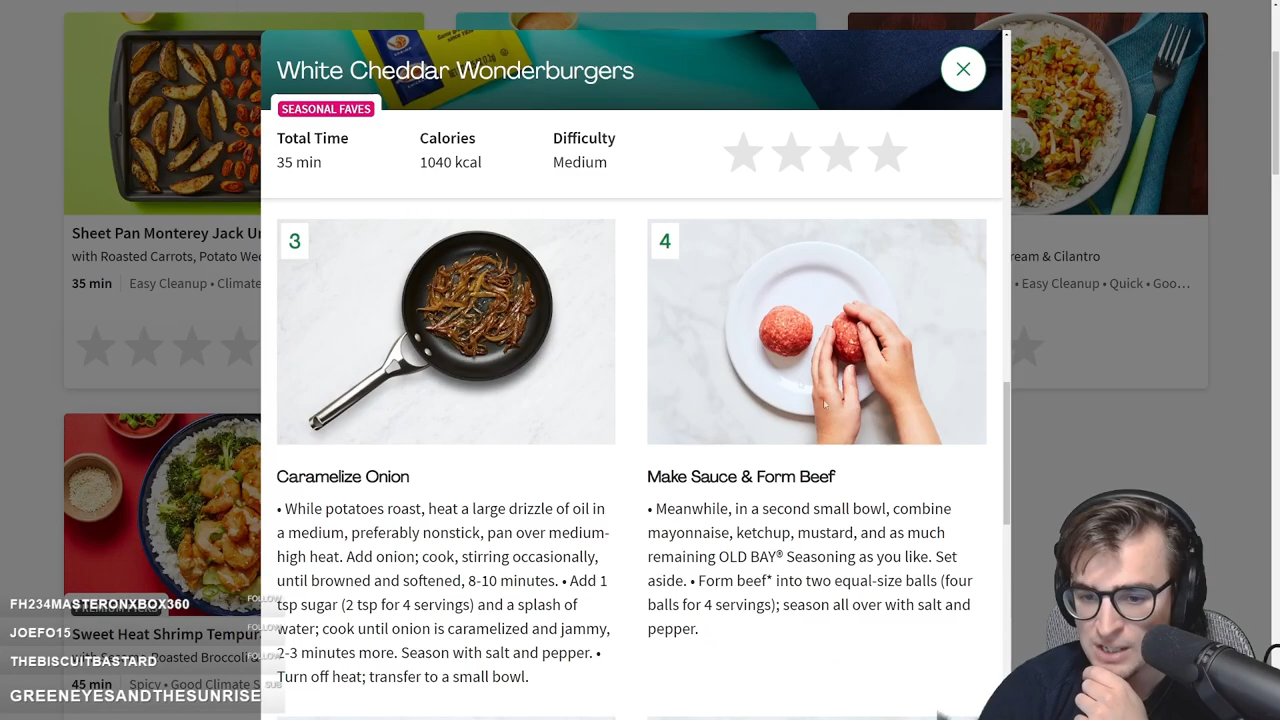 White Cheddar Wonderburgers
SEASONAL FAVES
Total Time
35 min
Calories
1040 kcal
Difficulty
Medium
Sheet Pan Monterey Jack Un
with Roasted Carrots, Potato Wed
35 min
Easy Cleanup • Climate
ream & Cilantro
• Easy Cleanup • Quick • Goo...
3
Caramelize Onion
• While potatoes roast, heat a large drizzle of oil in
a medium, preferably nonstick, pan over medium-
high heat. Add onion; cook, stirring occasionally,
until browned and softened, 8-10 minutes. • Add 1
tsp sugar (2 tsp for 4 servings) and a splash of
water; cook until onion is caramelized and jammy,
2-3 minutes more. Season with salt and pepper. •
Turn off heat; transfer to a small bowl.
4
Make Sauce & Form Beef
• Meanwhile, in a second small bowl, combine
mayonnaise, ketchup, mustard, and as much
remaining OLD BAY® Seasoning as you like. Set
aside. • Form beef* into two equal-size balls (four
balls for 4 servings); season all over with salt and
pepper.
FH234MASTERONXBOX360
FOLLOW
JOEFO15
FOLLOW
Sweet Heat Shrimp Tempur
THEBISCUITBASTARD
FOLLOW
Roasted Broccoli &
45 min
Spicy • Good Climate S
GREENEYESANDTHESUNRISE
SUB